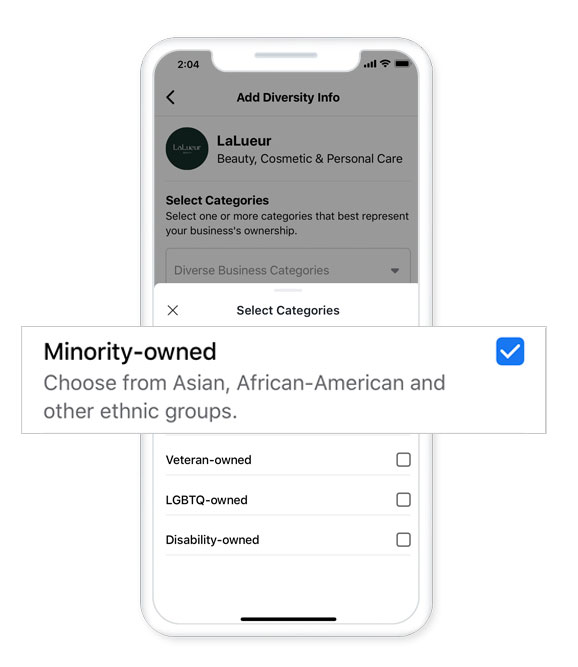 2:04
Add Diversity Info
LaLueur
LaLueur
Beauty, Cosmetic & Personal Care
Select Categories
Select one or more categories that best represent
your business's ownership.
Diverse Business Categories
Select Categories
Minority-owned
Choose from Asian, African-American and
other ethnic groups.
Veteran-owned
LGBTQ-owned
Disability-owned